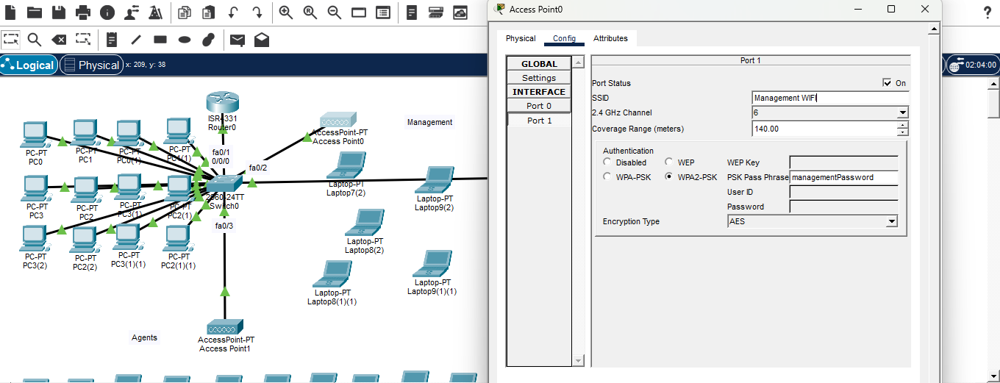 Access Point0
?
Physical Config Attributes
Logical
Physical
x: 209, y: 38
02:04:00
GLOBAL
Settings
INTERFACE
Port 0
Port 1
Port 1
Port Status
On
SSID
Management WIFI
2.4 GHz Channel
6
Coverage Range (meters)
140.00
Authentication
Disabled
WEP
WEP Key
WPA-PSK
WPA2-PSK
PSK Pass Phrase
managementPassword
User ID
Password
Encryption Type
AES
ISR4331
Router0
AccessPoint-PT
Access Point0
Management
PC-PT
PC0
PC-PT
PC1
PC-PT
PC0(1)
PC-PT
PC1(1)
fa0/1
0/0/0
fa0/2
Laptop-PT
Laptop7(2)
Laptop-PT
Laptop9(2)
PC-PT
PC3
PC-PT
PC2
PC-PT
PC3(1)
PC-PT
PC2(1)
2960-24TT
Switch0
fa0/3
Laptop-PT
Laptop8(2)
PC-PT
PC3(2)
PC-PT
PC2(2)
PC-PT
PC3(1)(1)
PC-PT
PC2(1)(1)
Laptop-PT
Laptop8(1)(1)
Laptop-PT
Laptop9(1)(1)
Agents
AccessPoint-PT
Access Point1